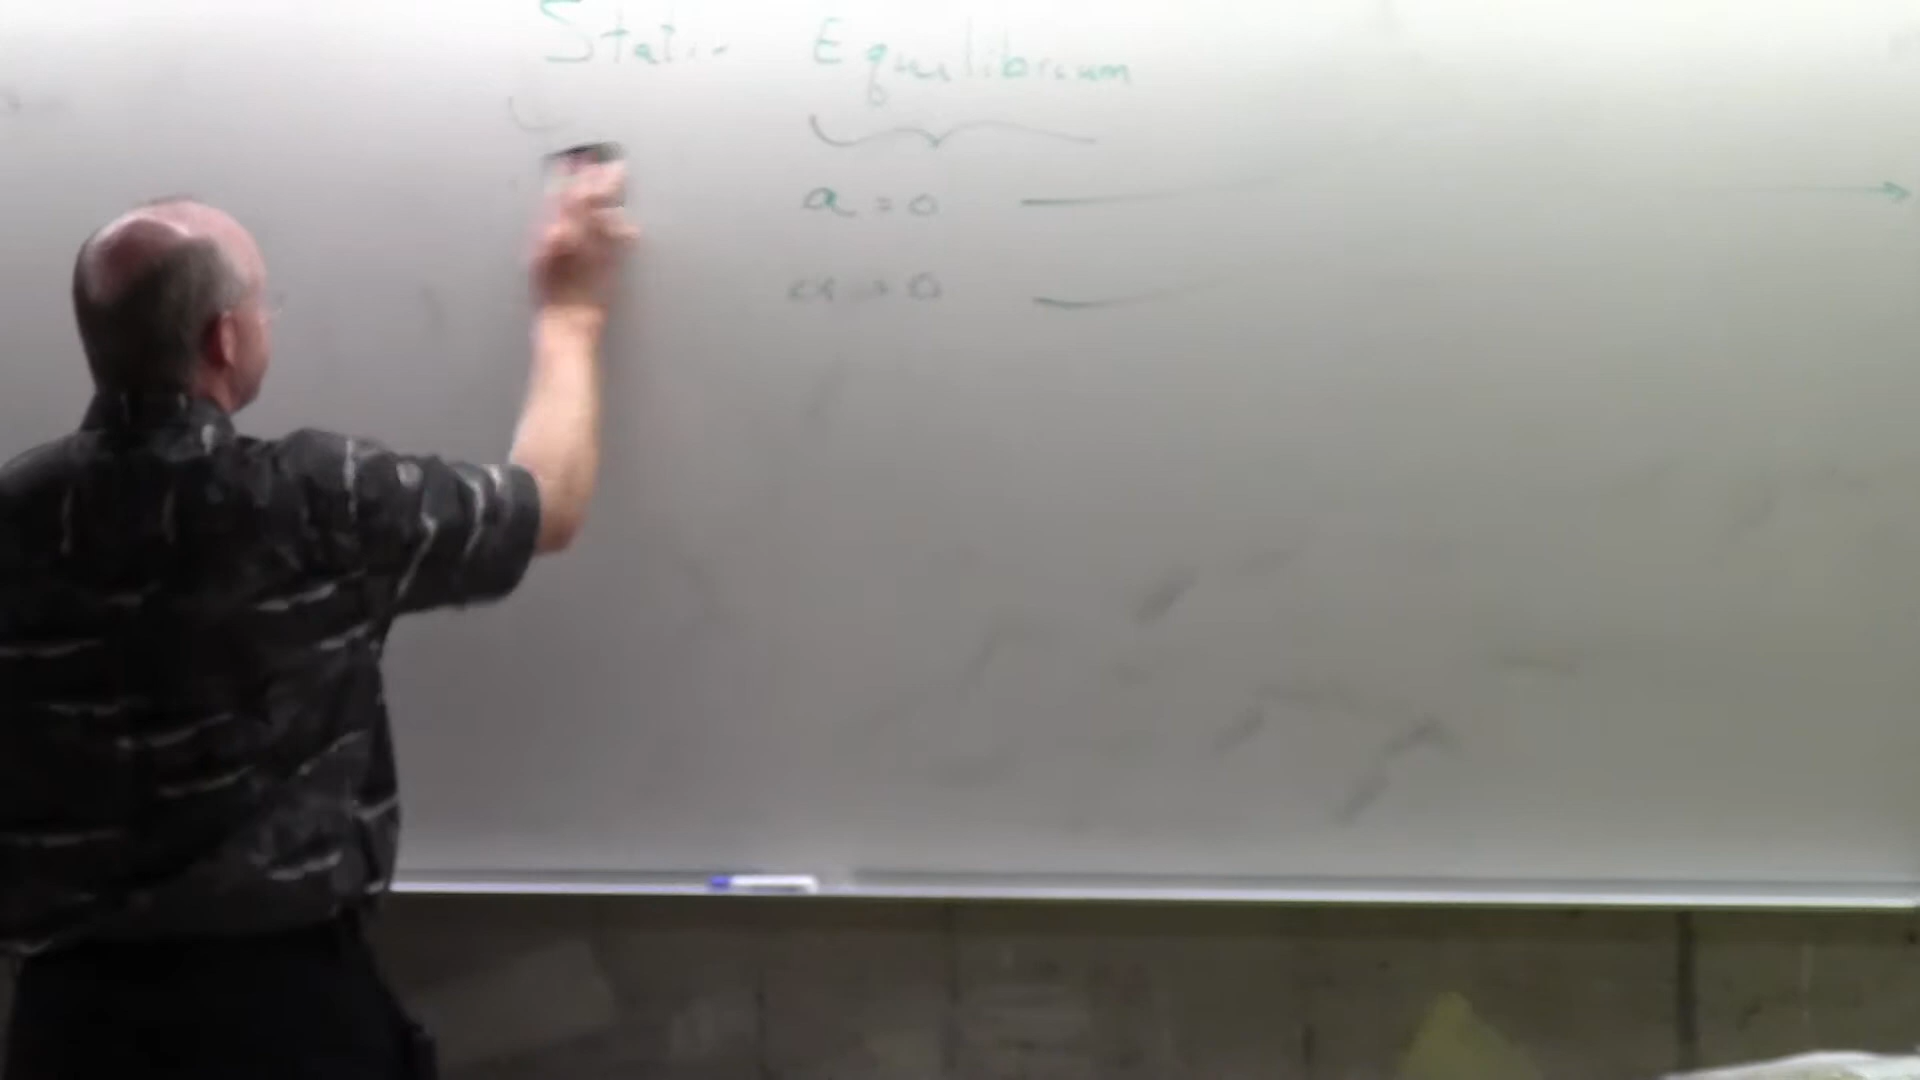 Static Equilibrium
a = 0
α = 0